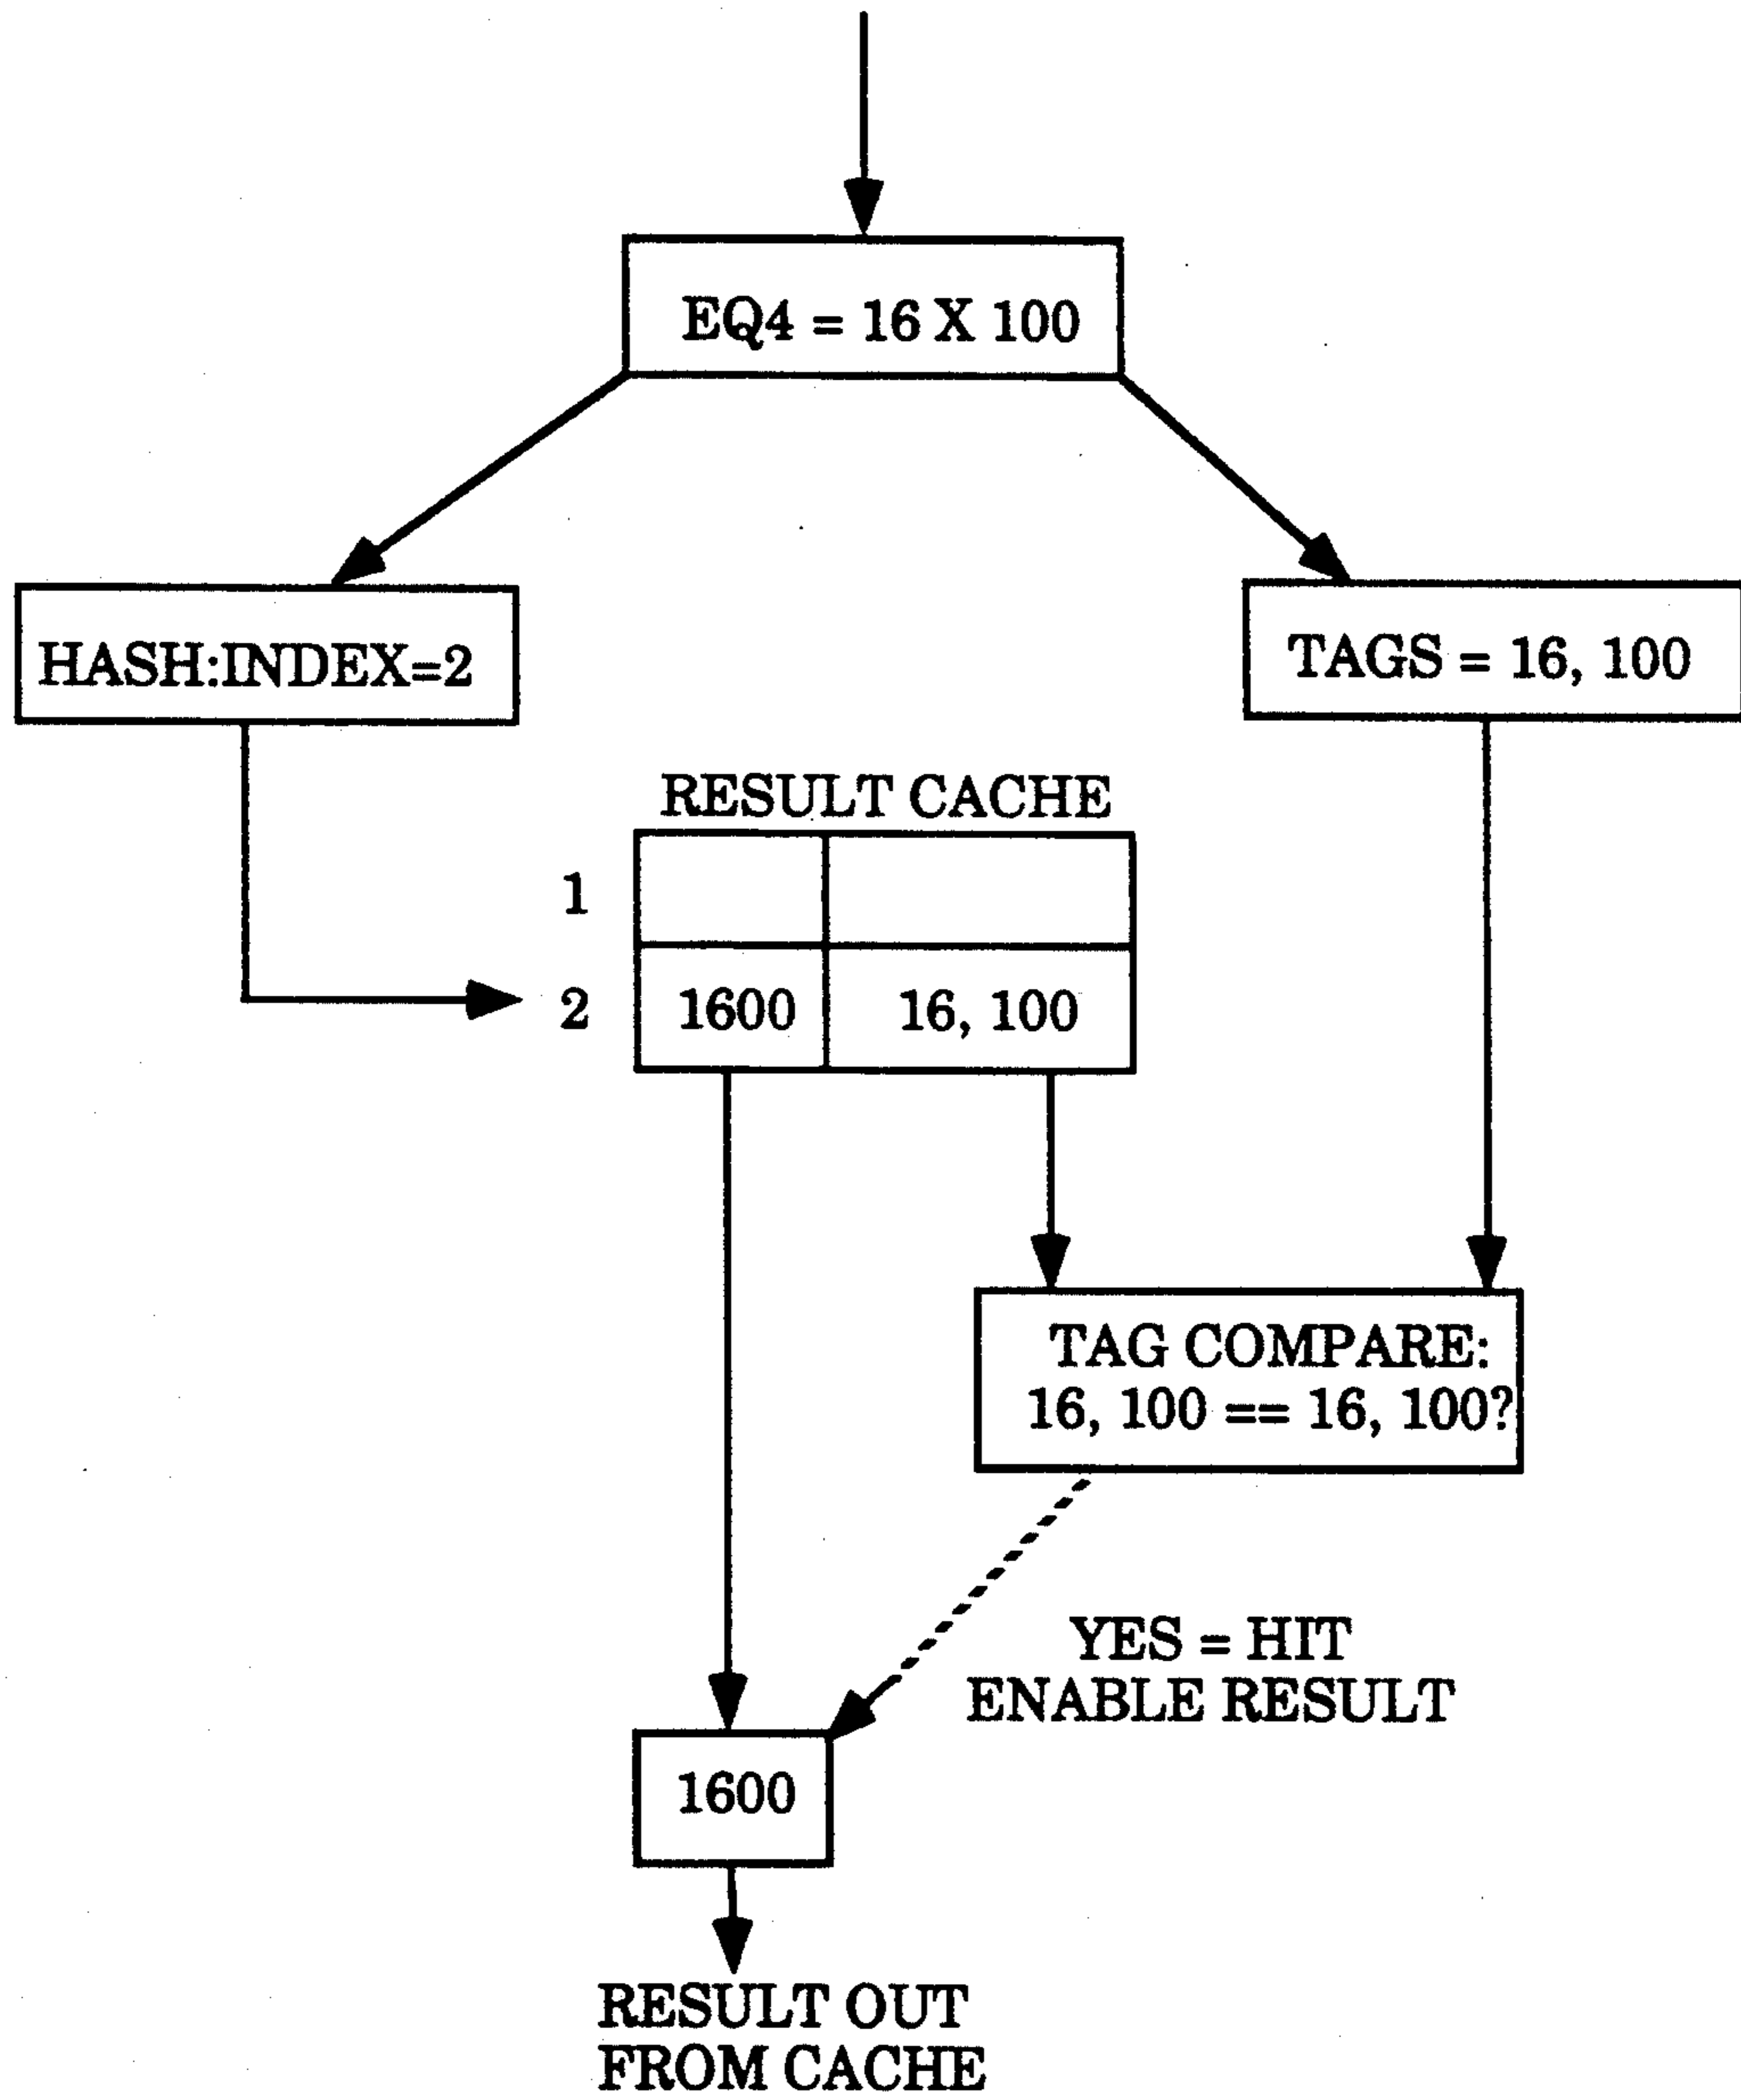 EQ4 = 16 X 100
HASH:INDEX=2
TAGS = 16, 100
RESULT CACHE
1
2 1600 16, 100
TAG COMPARE:
16, 100 == 16, 100?
YES = HIT
ENABLE RESULT
1600
RESULT OUT
FROM CACHE